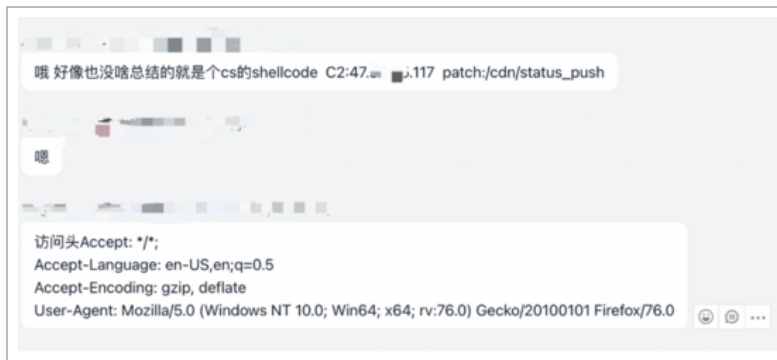 哦 好像也没啥总结的就是个cs的shellcode C2:47. .117 patch:/cdn/status_push
嗯
访问头Accept: */*;
Accept-Language: en-US,en;q=0.5
Accept-Encoding: gzip, deflate
User-Agent: Mozilla/5.0 (Windows NT 10.0; Win64; x64; rv:76.0) Gecko/20100101 Firefox/76.0